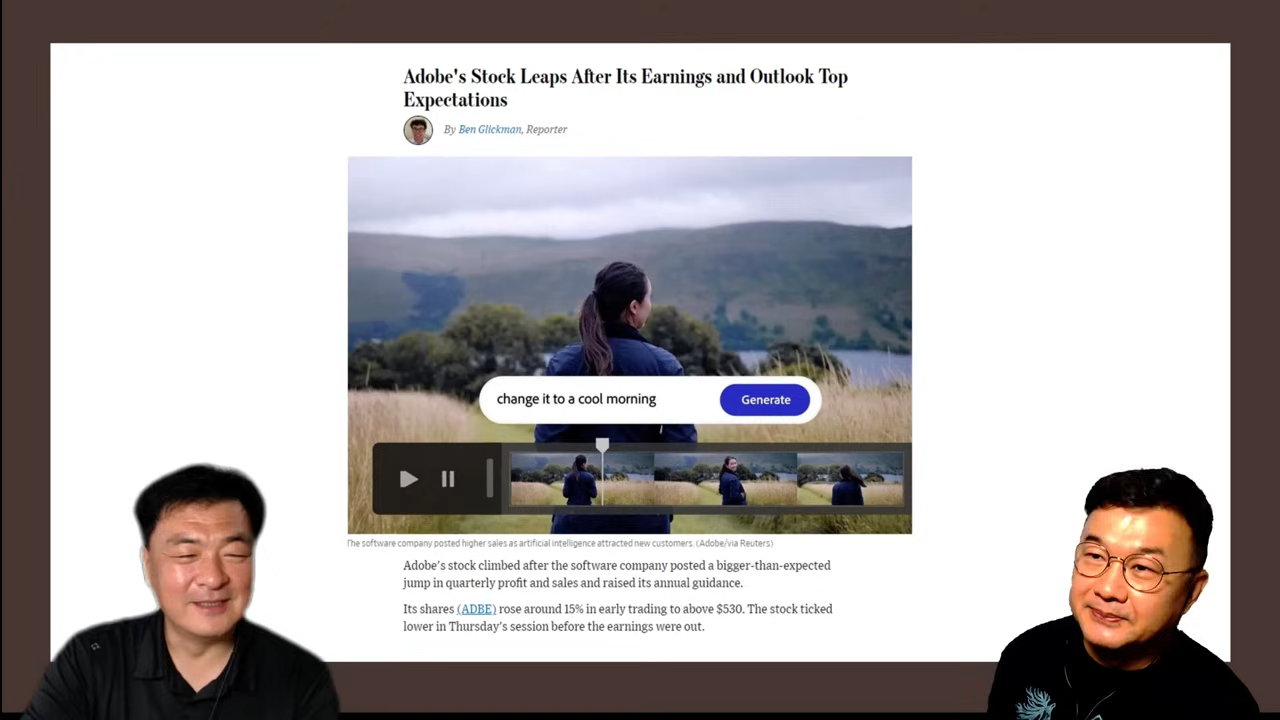 Adobe's Stock Leaps After Its Earnings and Outlook Top
Expectations
By Ben Glickman, Reporter
change it to a cool morning
Generate
The software company posted higher sales as artificial intelligence attracted new customers. (Adobe/via Reuters)
Adobe's stock climbed after the software company posted a bigger-than-expected
jump in quarterly profit and sales and raised its annual guidance.
Its shares (ADBE) rose around 15% in early trading to above $530. The stock ticked
lower in Thursday's session before the earnings were out.